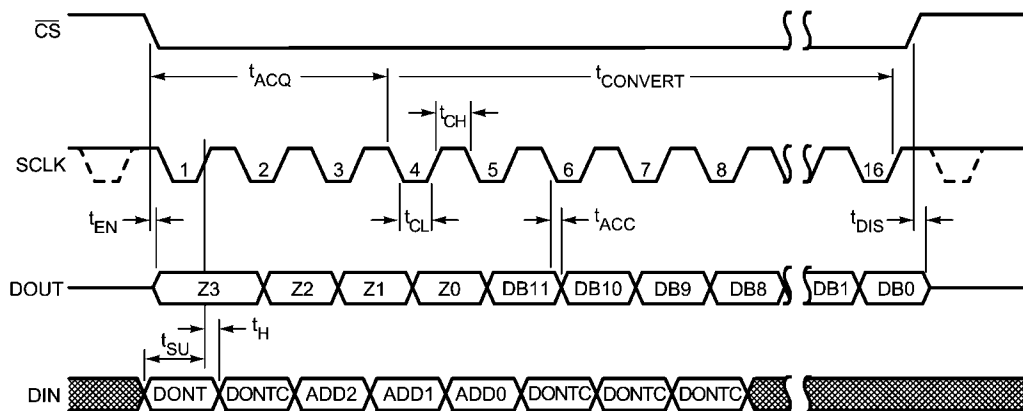 CS
tACQ
tCONVERT
tCH
SCLK
1 2 3 4 5 6 7 8 16
tEN
tCL
tACC
tDIS
DOUT
Z3 Z2 Z1 Z0 DB11 DB10 DB9 DB8 DB1 DB0
tSU
tH
DIN
DONT DONTC ADD2 ADD1 ADD0 DONTC DONTC DONTC